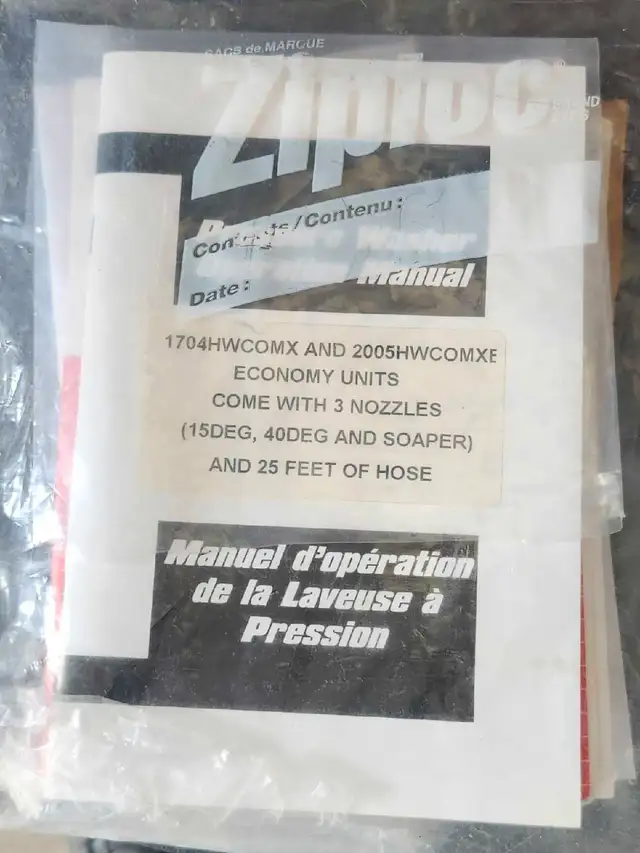 SACS de MARQUE
Ziploc®
Contents/Contenu:
Date:
Manual
1704HWCOMX AND 2005HWCOMXE
ECONOMY UNITS
COME WITH 3 NOZZLES
(15DEG, 40DEG AND SOAPER)
AND 25 FEET OF HOSE
Manuel d'opération
de la Laveuse à
Pression